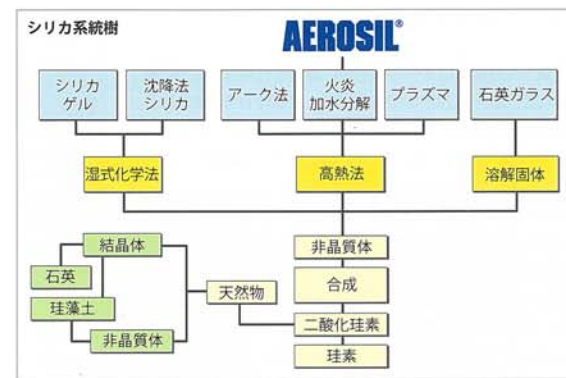 シリカ系統樹
AEROSIL®
シリカ
ゲル
沈降法
シリカ
アーク法
火炎
加水分解
プラズマ
石英ガラス
湿式化学法
高熱法
溶解固体
結晶体
石英
珪藻土
非晶質体
天然物
非晶質体
合成
二酸化珪素
珪素